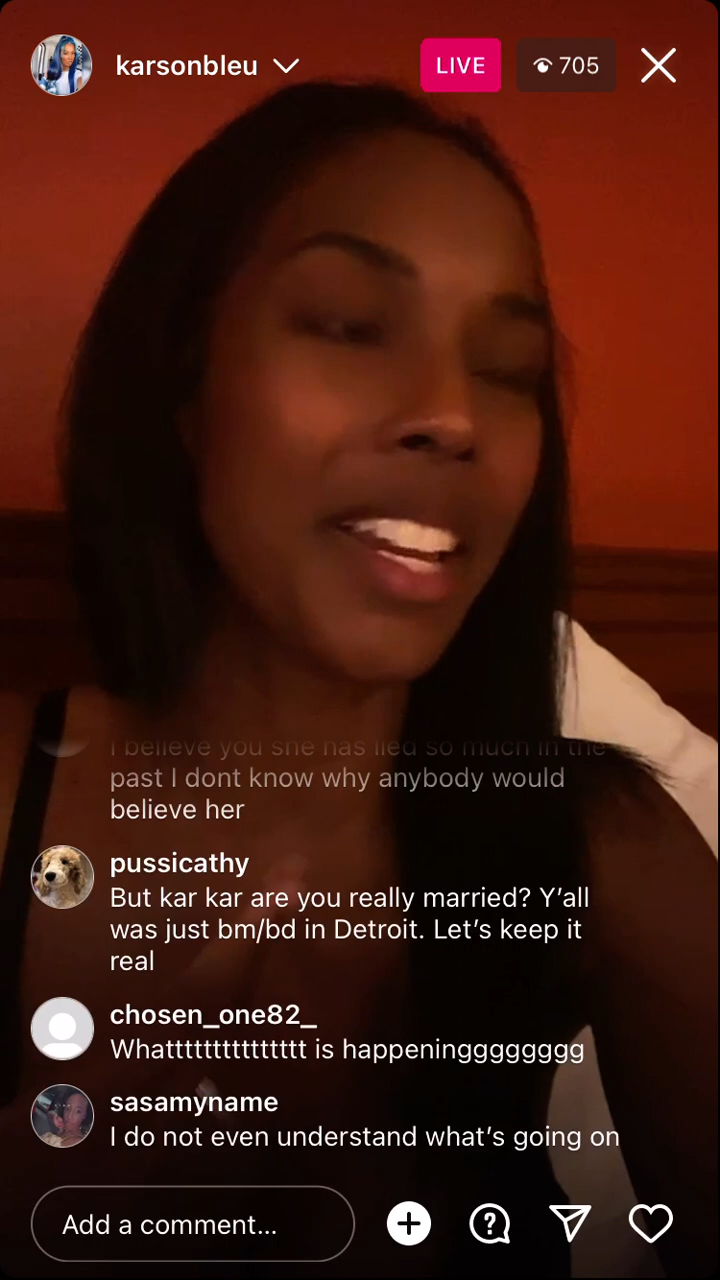 karsonbleu
LIVE
705
I believe you she has lied so much in the
past I dont know why anybody would
believe her
pussicathy
But kar kar are you really married? Y’all
was just bm/bd in Detroit. Let’s keep it
real
chosen_one82_
Whatttttttttttttttt is happeningggggggg
sasamyname
I do not even understand what’s going on
Add a comment...